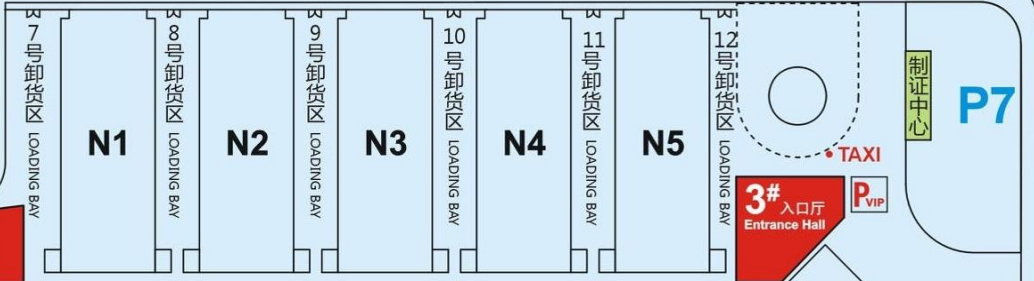 7号卸货区 LOADING BAY
N1
8号卸货区 LOADING BAY
N2
9号卸货区 LOADING BAY
N3
10号卸货区 LOADING BAY
N4
11号卸货区 LOADING BAY
N5
12号卸货区 LOADING BAY
TAXI
3#入口厅
Entrance Hall
PVIP
制证中心
P7